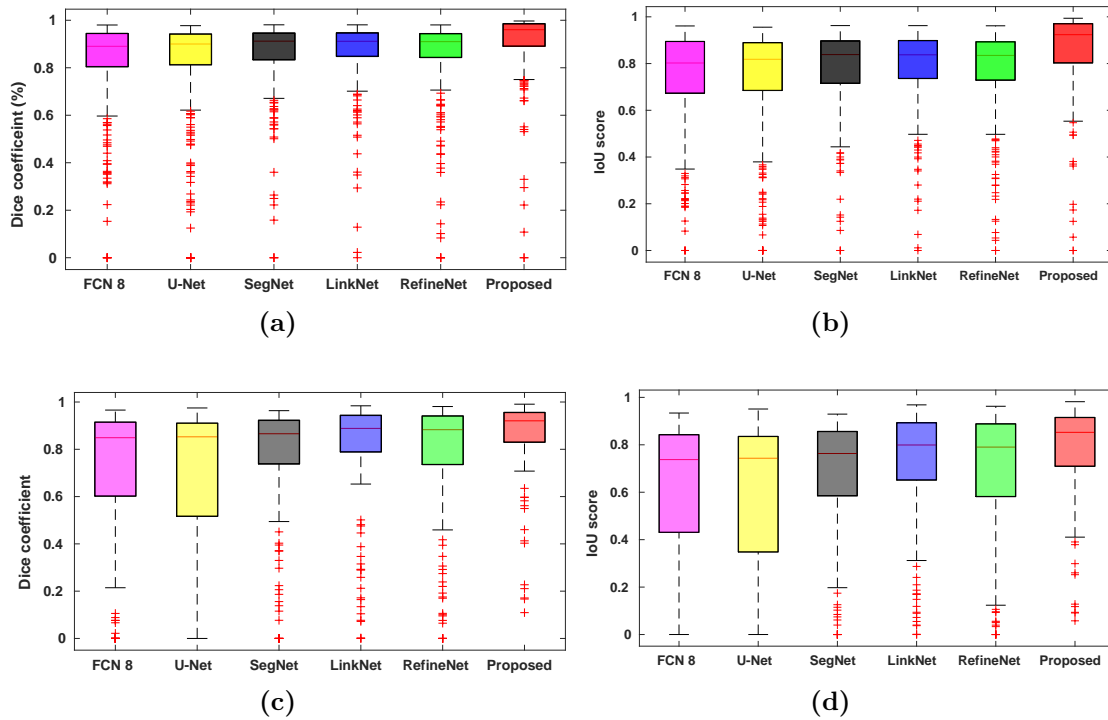 Dice coefficeint (%)
1
0.8
0.6
0.4
0.2
0
FCN 8 U-Net SegNet LinkNet RefineNet Proposed
(a)
IoU score
1
0.8
0.6
0.4
0.2
0
FCN 8 U-Net SegNet LinkNet RefineNet Proposed
(b)
Dice coefficient
1
0.8
0.6
0.4
0.2
0
FCN 8 U-Net SegNet LinkNet RefineNet Proposed
(c)
IoU score
1
0.8
0.6
0.4
0.2
0
FCN 8 U-Net SegNet LinkNet RefineNet Proposed
(d)